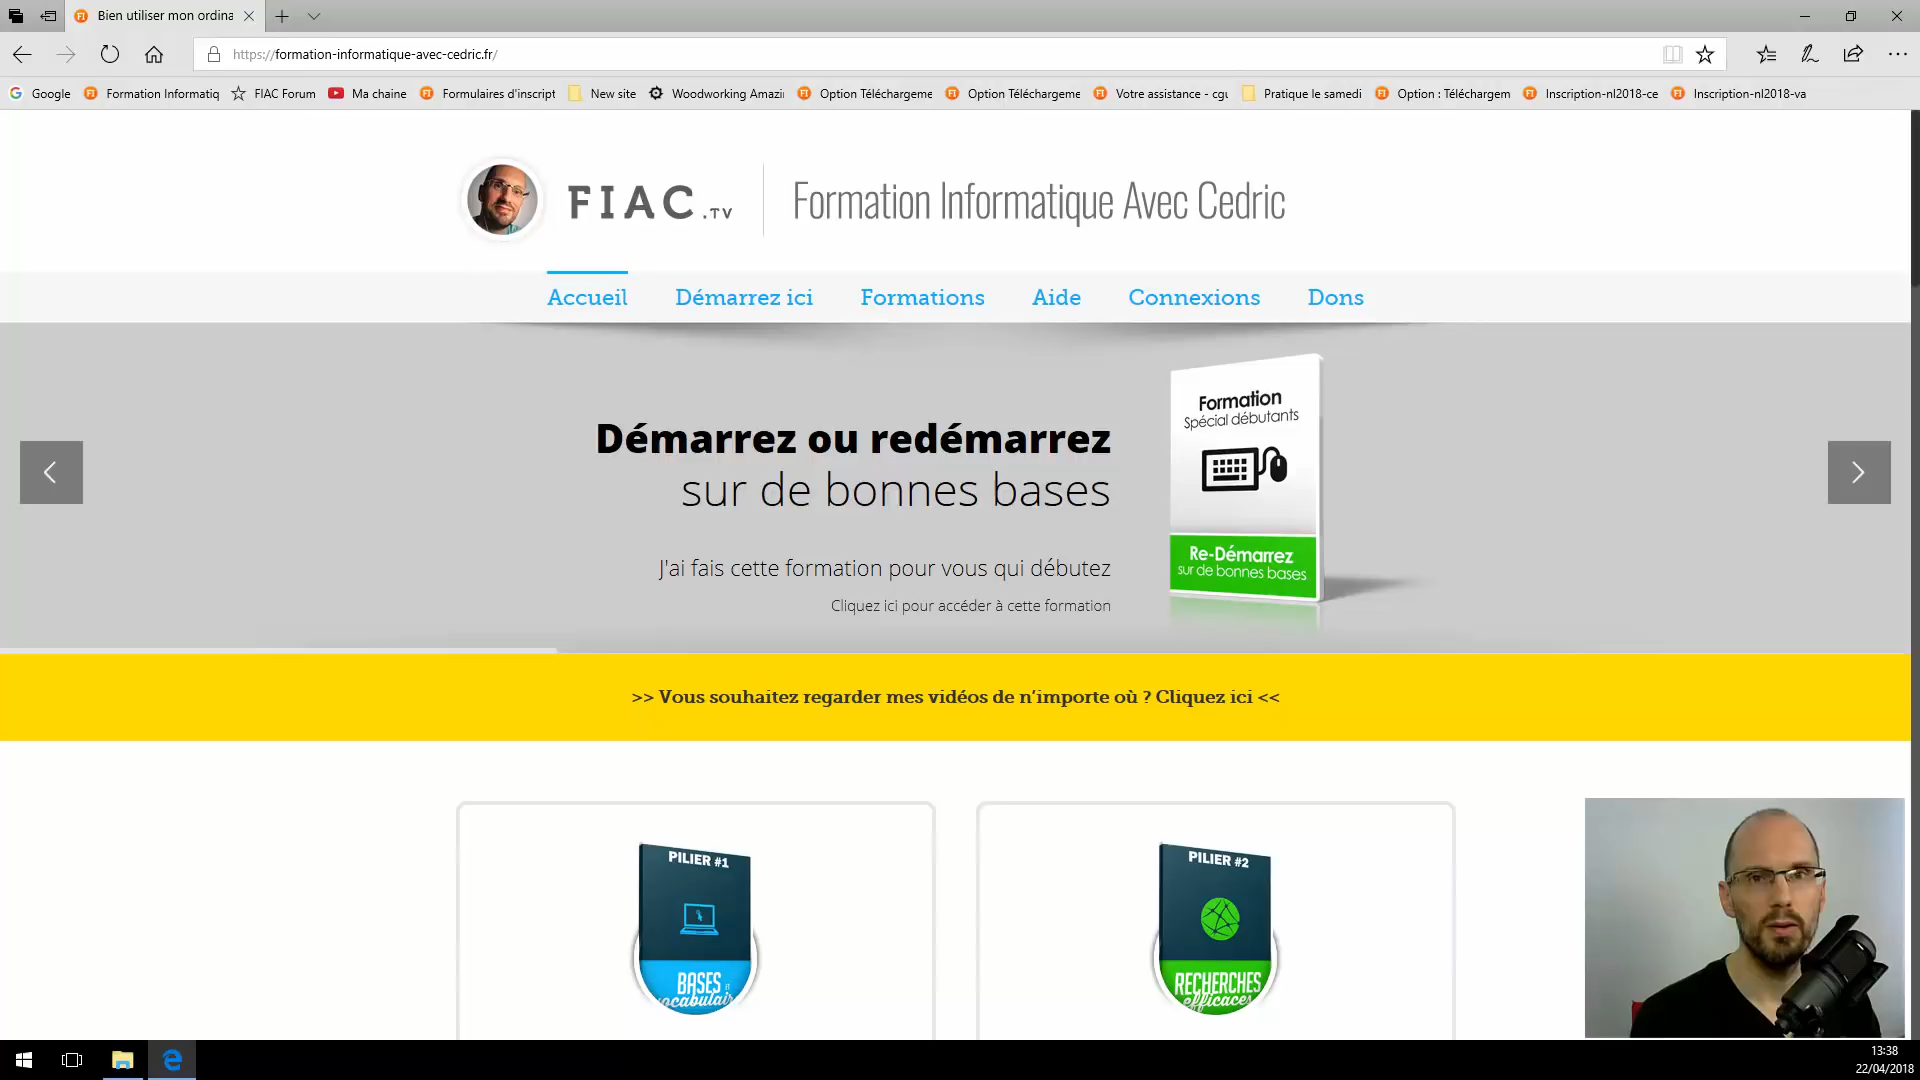 Bien utiliser mon ordina
https://formation-informatique-avec-cedric.fr/
Google
Formation Informatiq
FIAC Forum
Ma chaine
Formulaires d'inscript
New site
Woodworking Amazi
Option Téléchargeme
Option Téléchargeme
Votre assistance - cgu
Pratique le samedi
Option : Téléchargem
Inscription-nl2018-ce
Inscription-nl2018-va
FIAC.TV
Formation Informatique Avec Cedric
Accueil
Démarrez ici
Formations
Aide
Connexions
Dons
Démarrez ou redémarrez
sur de bonnes bases
J'ai fais cette formation pour vous qui débutez
Cliquez ici pour accéder à cette formation
Formation
Spécial débutants
Re-Démarrez
sur de bonnes bases
>> Vous souhaitez regarder mes vidéos de n'importe où ? Cliquez ici <<
PILIER #1
BASES et
vocabulair
PILIER #2
RECHERCHES
efficaces
13:38
22/04/2018